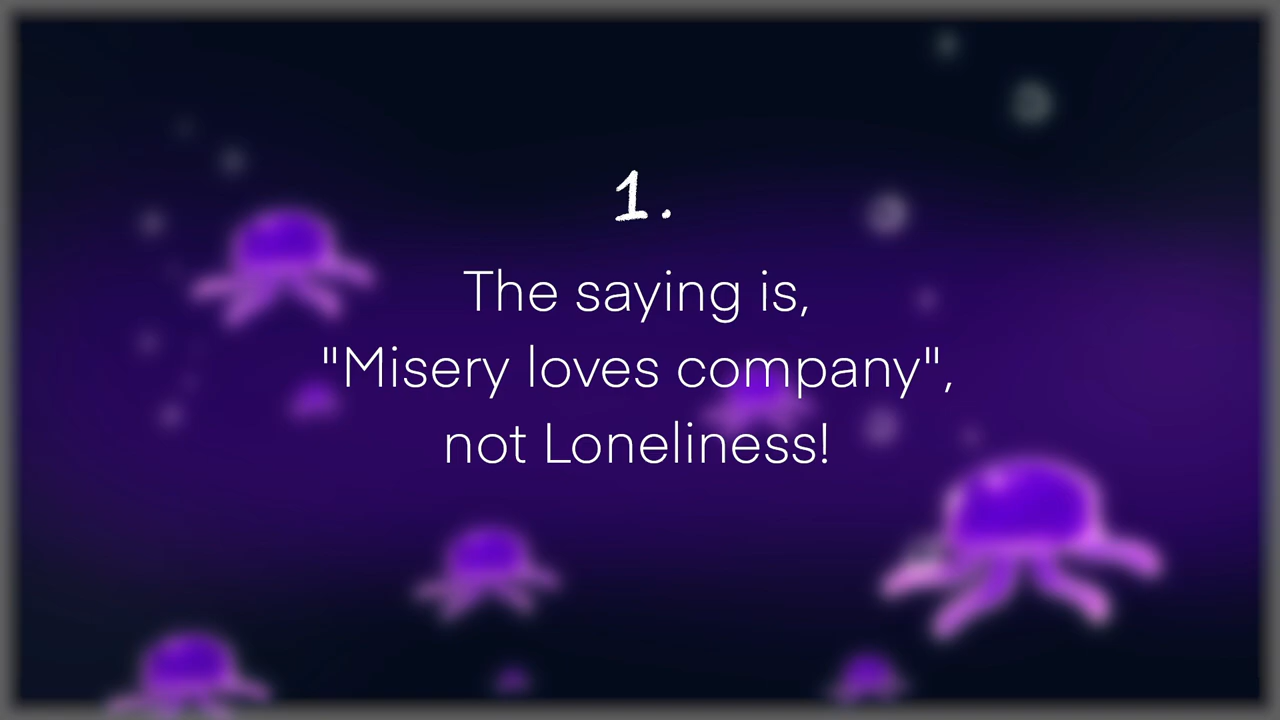 1.
The saying is,
"Misery loves company",
not Loneliness!